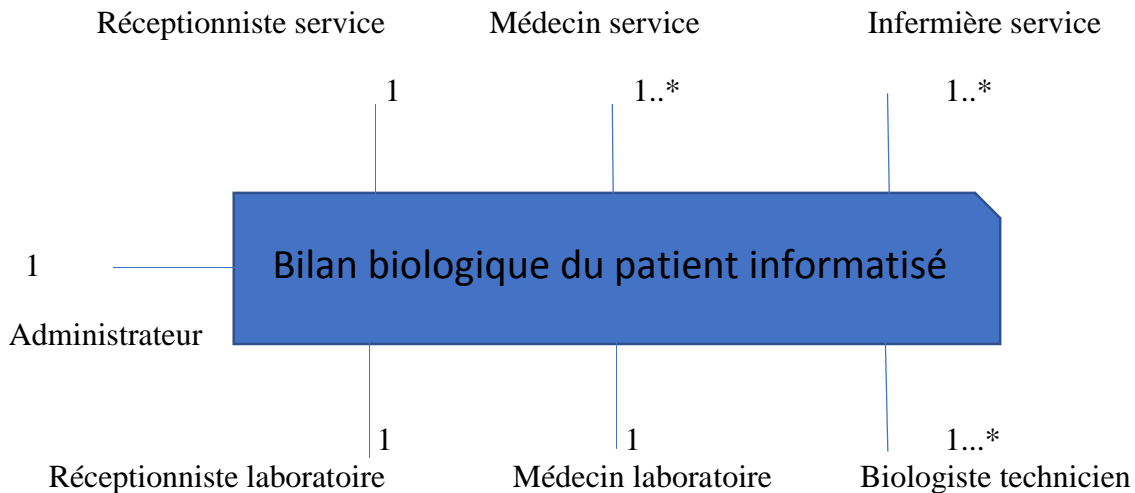 Réceptionniste service Médecin service Infermière service
1 1..* 1..*
Bilan biologique du patient informatisé
1
Administrateur
1 1 1...*
Réceptionniste laboratoire Médecin laboratoire Biologiste technicien